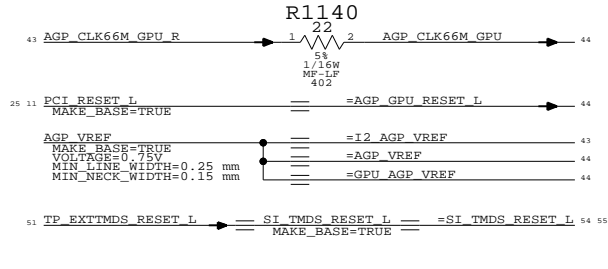 R1140
22
43 AGP_CLK66M_GPU_R 1 2 AGP_CLK66M_GPU 44
5%
1/16W
MF-LF
402
25 11 PCI_RESET_L =AGP_GPU_RESET_L 44
MAKE_BASE=TRUE
AGP_VREF =I2_AGP_VREF 43
MAKE_BASE=TRUE
VOLTAGE=0.75V =AGP_VREF 44
MIN_LINE_WIDTH=0.25 mm
MIN_NECK_WIDTH=0.15 mm =GPU_AGP_VREF 44
51 TP_EXTTMDS_RESET_L SI_TMDS_RESET_L =SI_TMDS_RESET_L 54 55
MAKE_BASE=TRUE